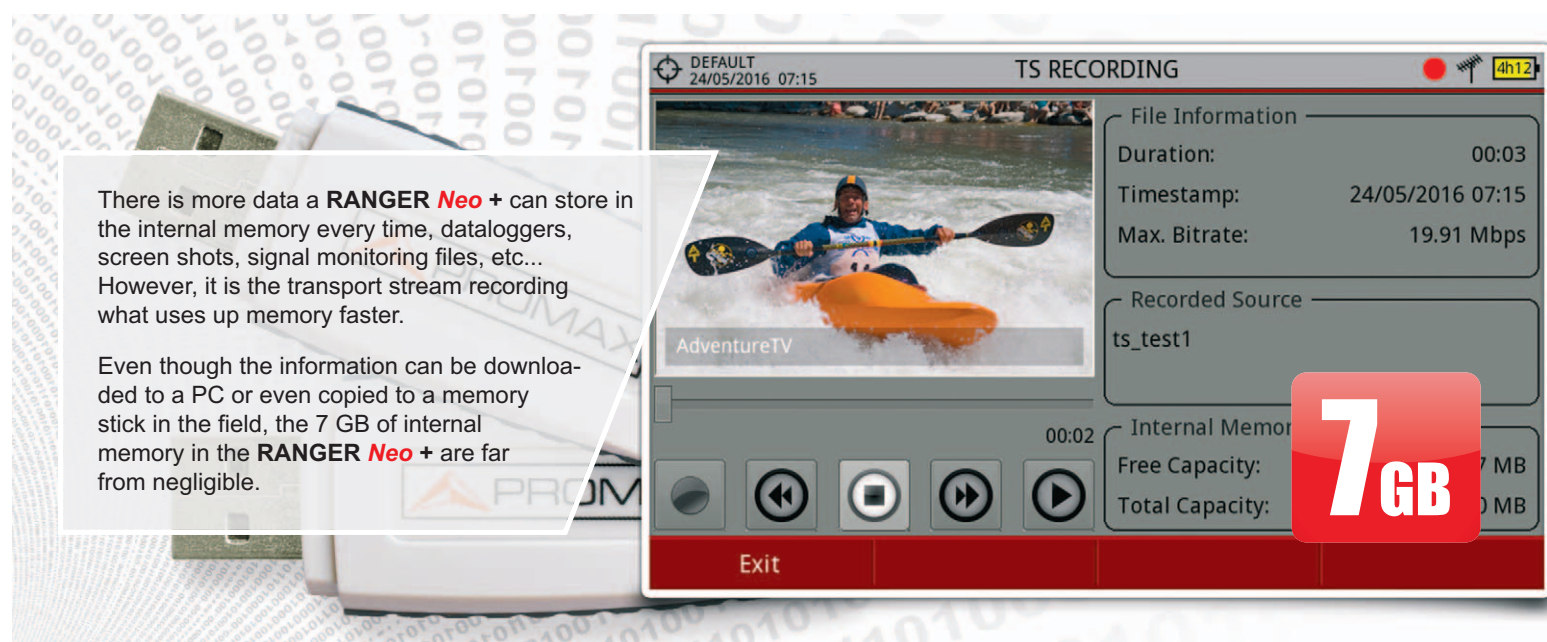 There is more data a RANGER Neo + can store in
the internal memory every time, dataloggers,
screen shots, signal monitoring files, etc...
However, it is the transport stream recording
what uses up memory faster.
Even though the information can be downloa-
ded to a PC or even copied to a memory
stick in the field, the 7 GB of internal
memory in the RANGER Neo + are far
from negligible.
PROMAX
PROM
DEFAULT
24/05/2016 07:15
TS RECORDING
4h12
AdventureTV
00:02
File Information
Duration: 00:03
Timestamp: 24/05/2016 07:15
Max. Bitrate: 19.91 Mbps
Recorded Source
ts_test1
Internal Memor
Free Capacity: 7 MB
Total Capacity: 0 MB
7GB
Exit